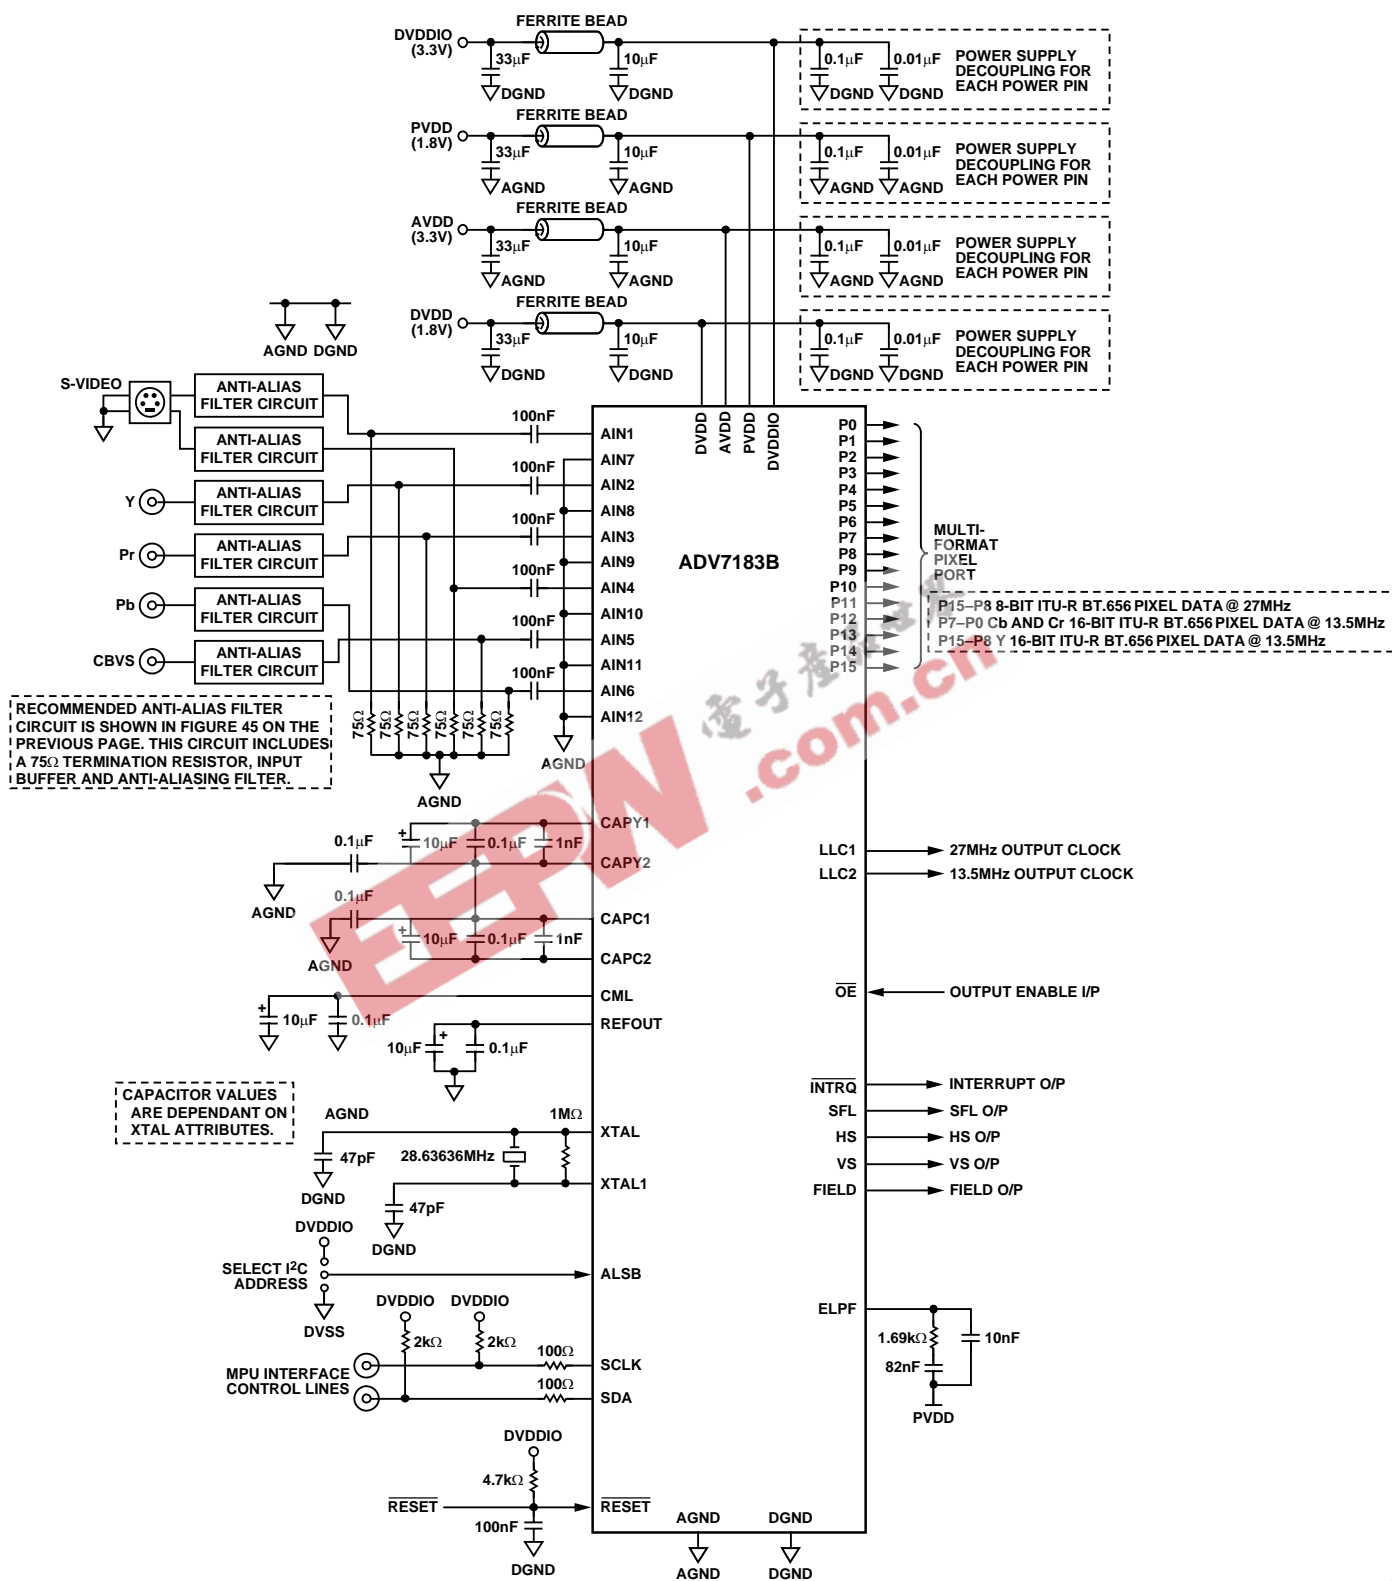 FERRITE BEAD
DVDDIO
(3.3V)
33µF
10µF
0.1µF
0.01µF
DGND
DGND
DGND
DGND
POWER SUPPLY
DECOUPLING FOR
EACH POWER PIN
FERRITE BEAD
PVDD
(1.8V)
33µF
10µF
0.1µF
0.01µF
AGND
AGND
AGND
AGND
POWER SUPPLY
DECOUPLING FOR
EACH POWER PIN
FERRITE BEAD
AVDD
(3.3V)
33µF
10µF
0.1µF
0.01µF
AGND
AGND
AGND
AGND
POWER SUPPLY
DECOUPLING FOR
EACH POWER PIN
FERRITE BEAD
DVDD
(1.8V)
33µF
10µF
0.1µF
0.01µF
DGND
DGND
DGND
DGND
POWER SUPPLY
DECOUPLING FOR
EACH POWER PIN
AGND DGND
S-VIDEO
ANTI-ALIAS
FILTER CIRCUIT
ANTI-ALIAS
FILTER CIRCUIT
Y
ANTI-ALIAS
FILTER CIRCUIT
Pr
ANTI-ALIAS
FILTER CIRCUIT
Pb
ANTI-ALIAS
FILTER CIRCUIT
CBVS
ANTI-ALIAS
FILTER CIRCUIT
RECOMMENDED ANTI-ALIAS FILTER
CIRCUIT IS SHOWN IN FIGURE 45 ON THE
PREVIOUS PAGE. THIS CIRCUIT INCLUDES
A 75Ω TERMINATION RESISTOR, INPUT
BUFFER AND ANTI-ALIASING FILTER.
100nF
100nF
100nF
100nF
100nF
100nF
75Ω
75Ω
75Ω
75Ω
75Ω
75Ω
AGND
AGND
AIN1
AIN7
AIN2
AIN8
AIN3
AIN9
AIN4
AIN10
AIN5
AIN11
AIN6
AIN12
DVDD
AVDD
PVDD
DVDDIO
ADV7183B
P0
P1
P2
P3
P4
P5
P6
P7
P8
P9
P10
P11
P12
P13
P14
P15
MULTI-
FORMAT
PIXEL
PORT
P15–P8 8-BIT ITU-R BT.656 PIXEL DATA @ 27MHz
P7–P0 Cb AND Cr 16-BIT ITU-R BT.656 PIXEL DATA @ 13.5MHz
P15–P8 Y 16-BIT ITU-R BT.656 PIXEL DATA @ 13.5MHz
EEPW
.com.cn
電子產品世界
0.1µF
AGND
10µF
0.1µF
1nF
CAPY1
CAPY2
0.1µF
AGND
10µF
0.1µF
1nF
CAPC1
CAPC2
10µF
0.1µF
CML
10µF
0.1µF
REFOUT
CAPACITOR VALUES
ARE DEPENDANT ON
XTAL ATTRIBUTES.
AGND
1MΩ
XTAL
47pF
28.63636MHz
DGND
XTAL1
47pF
DGND
DVDDIO
SELECT I²C
ADDRESS
ALSB
DVSS
DVDDIO
DVDDIO
2kΩ
2kΩ
MPU INTERFACE
CONTROL LINES
100Ω
SCLK
100Ω
SDA
DVDDIO
4.7kΩ
RESET
RESET
100nF
DGND
AGND
DGND
AGND
DGND
LLC1
27MHz OUTPUT CLOCK
LLC2
13.5MHz OUTPUT CLOCK
OE
OUTPUT ENABLE I/P
INTRQ
INTERRUPT O/P
SFL
SFL O/P
HS
HS O/P
VS
VS O/P
FIELD
FIELD O/P
ELPF
1.69kΩ
10nF
82nF
PVDD